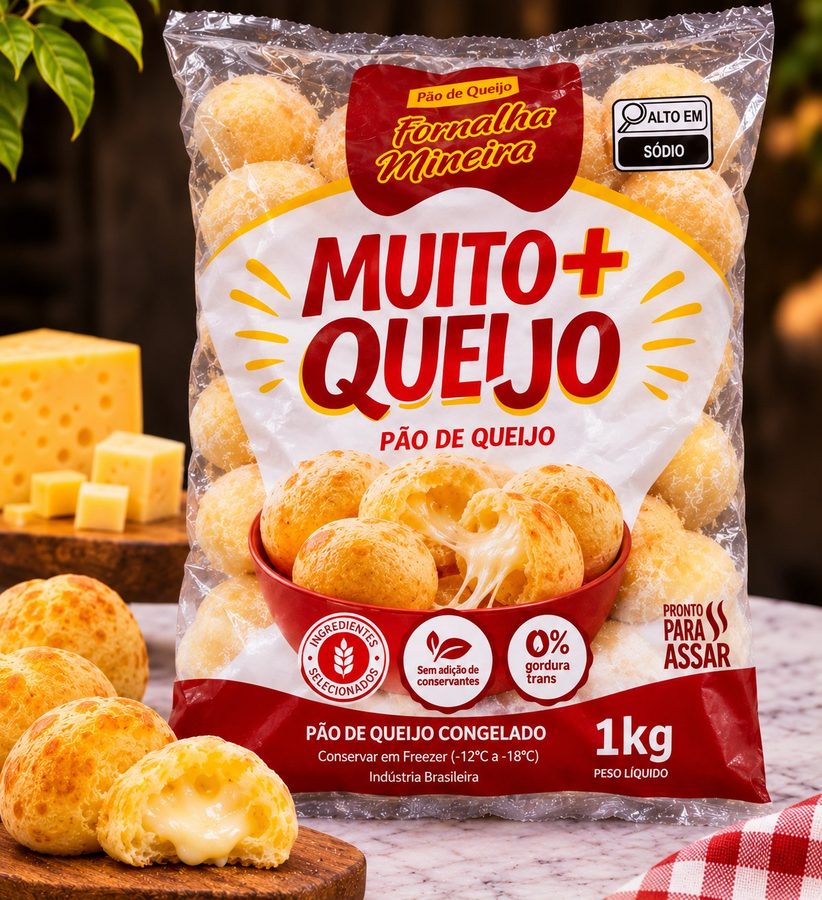 Pão de Queijo
Fornalha
Mineira
ALTO EM
SÓDIO
MUITO+
QUEIJO
PÃO DE QUEIJO
INGREDIENTES
SELECIONADOS
Sem adição de
conservantes
0%
gordura
trans
PRONTO
PARA
ASSAR
PÃO DE QUEIJO CONGELADO
Conservar em Freezer (-12°C a -18°C)
Indústria Brasileira
1kg
PESO LÍQUIDO